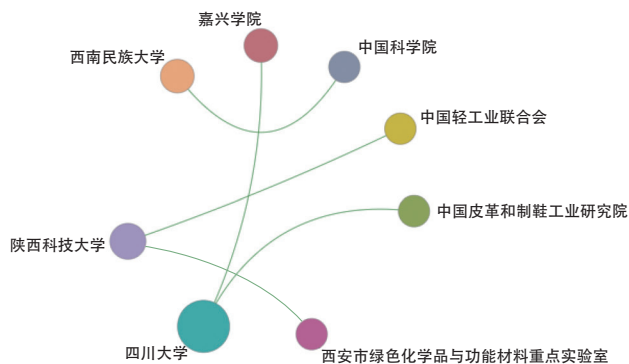 嘉兴学院
中国科学院
西南民族大学
中国轻工业联合会
中国皮革和制鞋工业研究院
陕西科技大学
四川大学
西安市绿色化学品与功能材料重点实验室